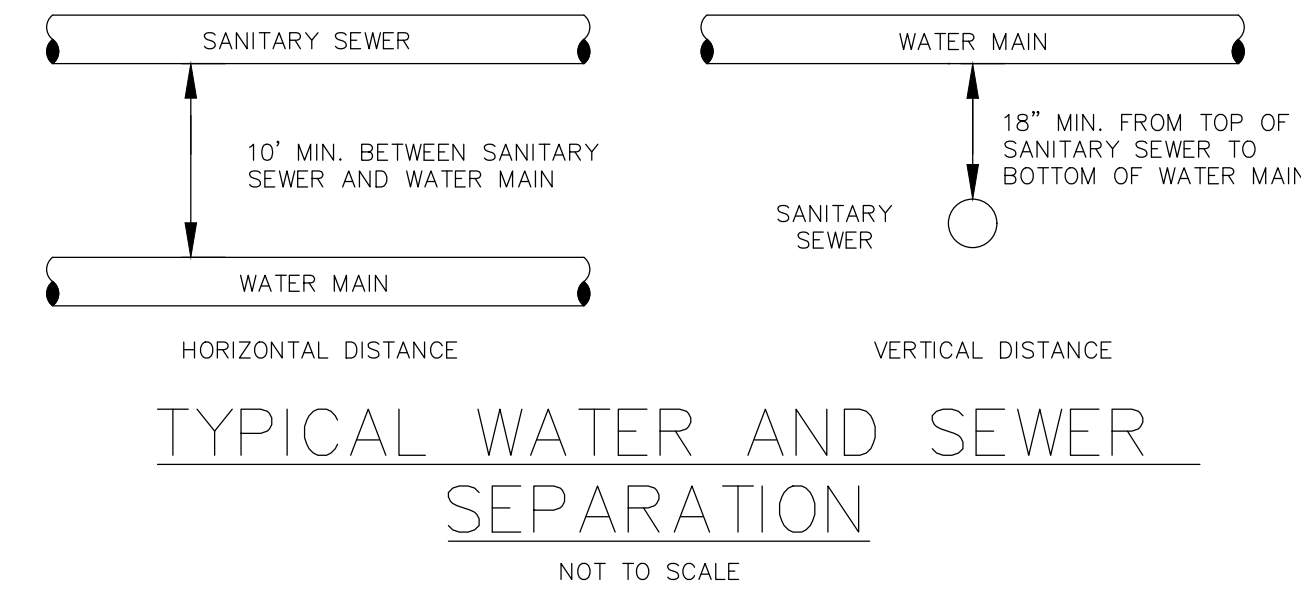 SANITARY SEWER
10' MIN. BETWEEN SANITARY
SEWER AND WATER MAIN
WATER MAIN
HORIZONTAL DISTANCE
WATER MAIN
18" MIN. FROM TOP OF
SANITARY SEWER TO
BOTTOM OF WATER MAIN
SANITARY
SEWER
VERTICAL DISTANCE
TYPICAL WATER AND SEWER
SEPARATION
NOT TO SCALE